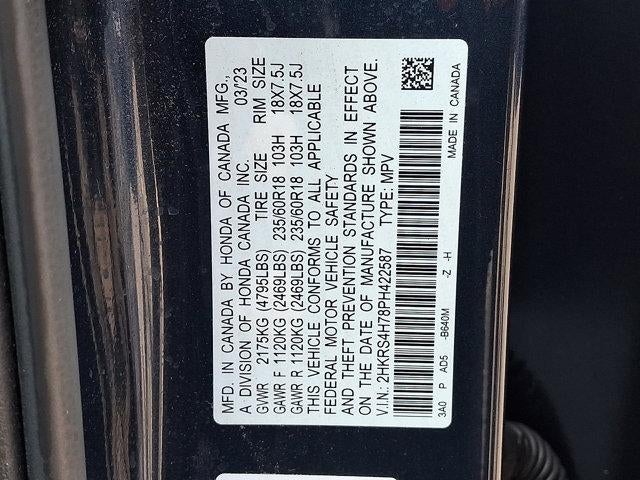 MFD. IN CANADA BY HONDA OF CANADA MFG.,
A DIVISION OF HONDA CANADA INC. 03/23
GVWR 2175KG (4795LBS) TIRE SIZE RIM SIZE
GAWR F 1120KG (2469LBS) 235/60R18 103H 18X7.5J
GAWR R 1120KG (2469LBS) 235/60R18 103H 18X7.5J
THIS VEHICLE CONFORMS TO ALL APPLICABLE
FEDERAL MOTOR VEHICLE SAFETY
AND THEFT PREVENTION STANDARDS IN EFFECT
ON THE DATE OF MANUFACTURE SHOWN ABOVE.
V.I.N.: 2HKRS4H78PH422587 TYPE: MPV
3A0 P AD5 -B640M -Z -H MADE IN CANADA